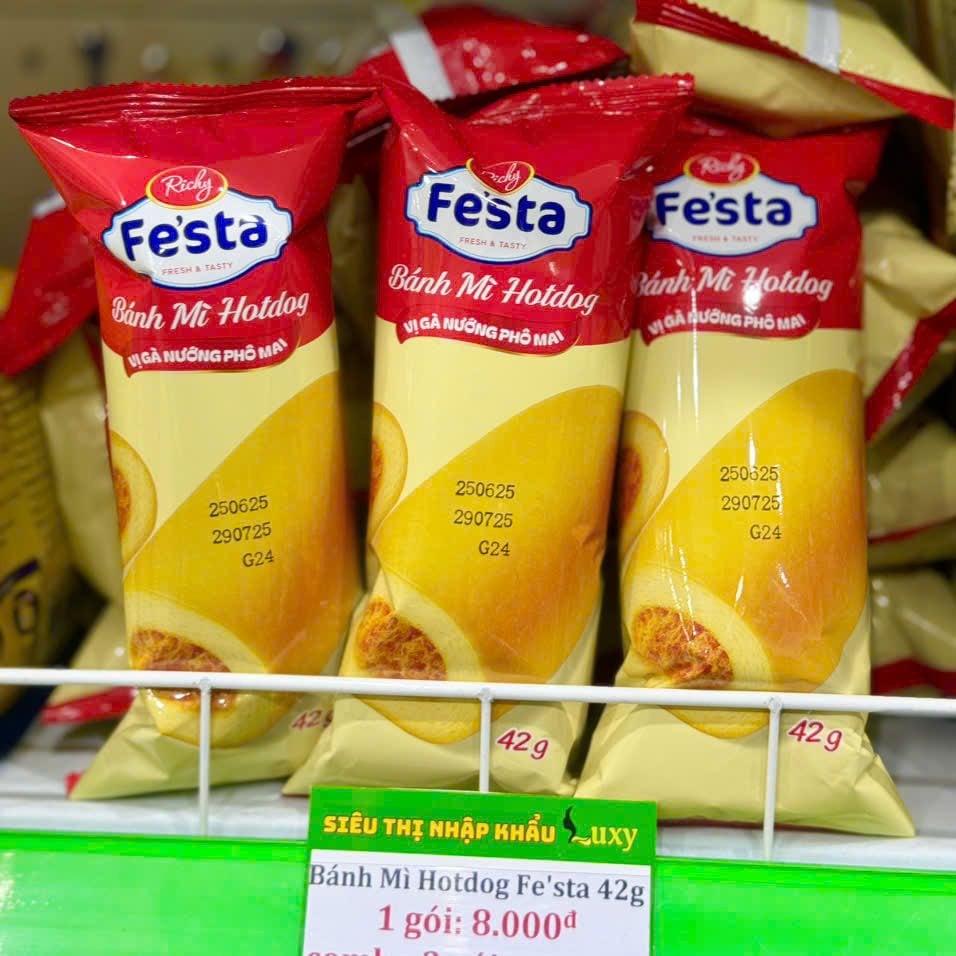 Richy
Fe'sta
FRESH & TASTY
Bánh Mì Hotdog
VỊ GÀ NƯỚNG PHÔ MAI
250625
290725
G24
42g
Richy
Fe'sta
FRESH & TASTY
Bánh Mì Hotdog
VỊ GÀ NƯỚNG PHÔ MAI
250625
290725
G24
42g
Richy
Fe'sta
FRESH & TASTY
Bánh Mì Hotdog
VỊ GÀ NƯỚNG PHÔ MAI
250625
290725
G24
42g
SIÊU THỊ NHẬP KHẨU Luxy
Bánh Mì Hotdog Fe'sta 42g
1 gói: 8.000đ